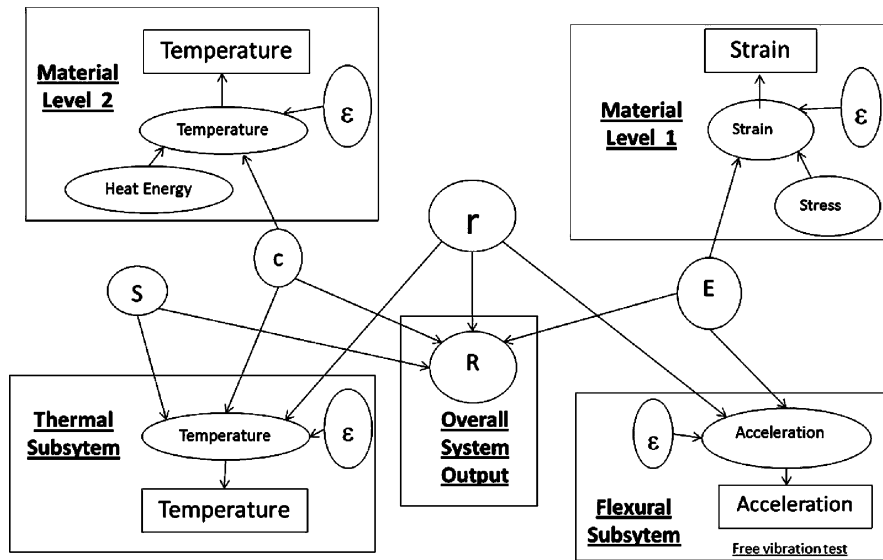 Material
Level 2
Temperature
Temperature
ε
Heat Energy
Material
Level 1
Strain
Strain
ε
Stress
r
c
S
E
R
Overall
System
Output
Thermal
Subsytem
Temperature
ε
Temperature
ε
Acceleration
Acceleration
Flexural
Subsytem
Free vibration test